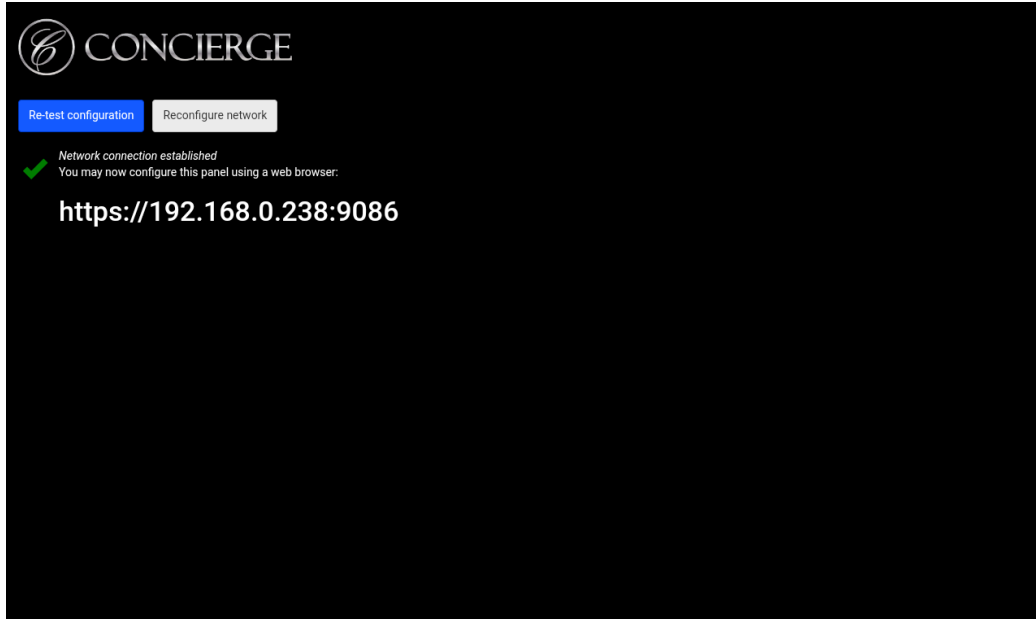 CONCIERGE
Re-test configuration
Reconfigure network
Network connection established
You may now configure this panel using a web browser:
https://192.168.0.238:9086